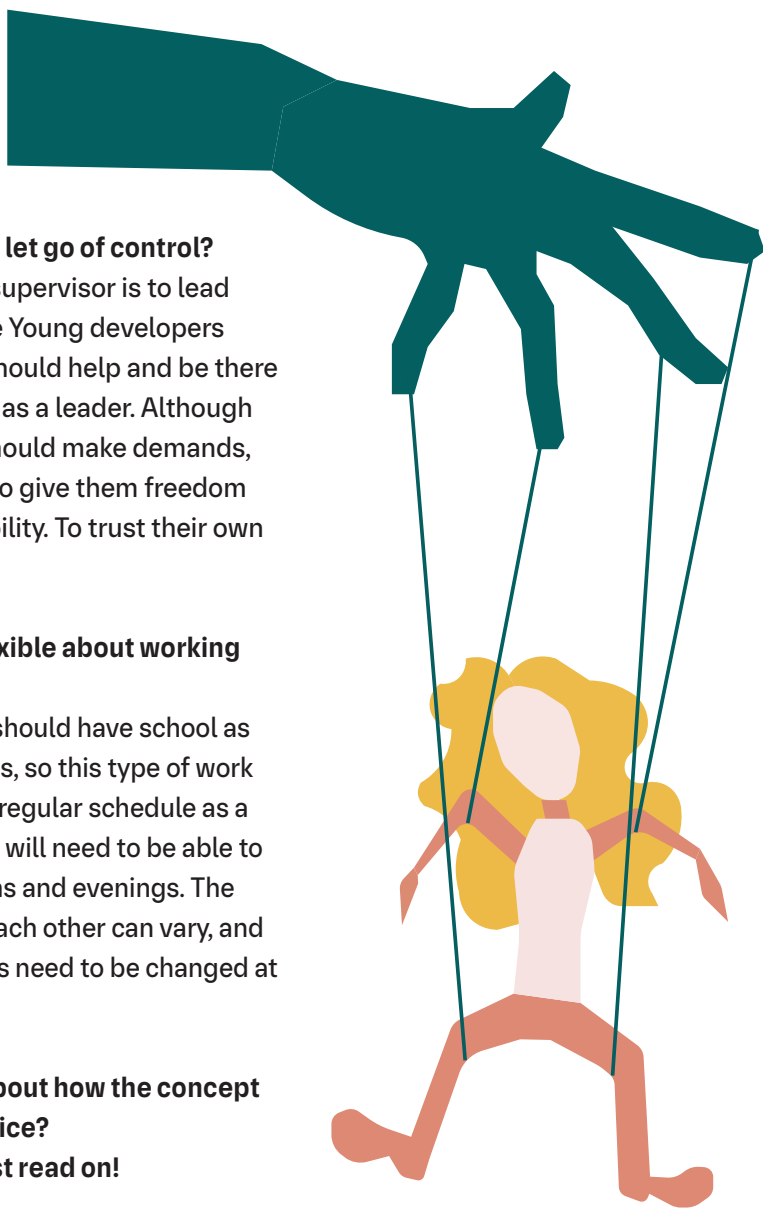 let go of control?
supervisor is to lead
Young developers
hould help and be there
as a leader. Although
ould make demands,
o give them freedom
ility. To trust their own
xible about working
should have school as
s, so this type of work
regular schedule as a
will need to be able to
ns and evenings. The
ach other can vary, and
s need to be changed at
bout how the concept
ice?
st read on!